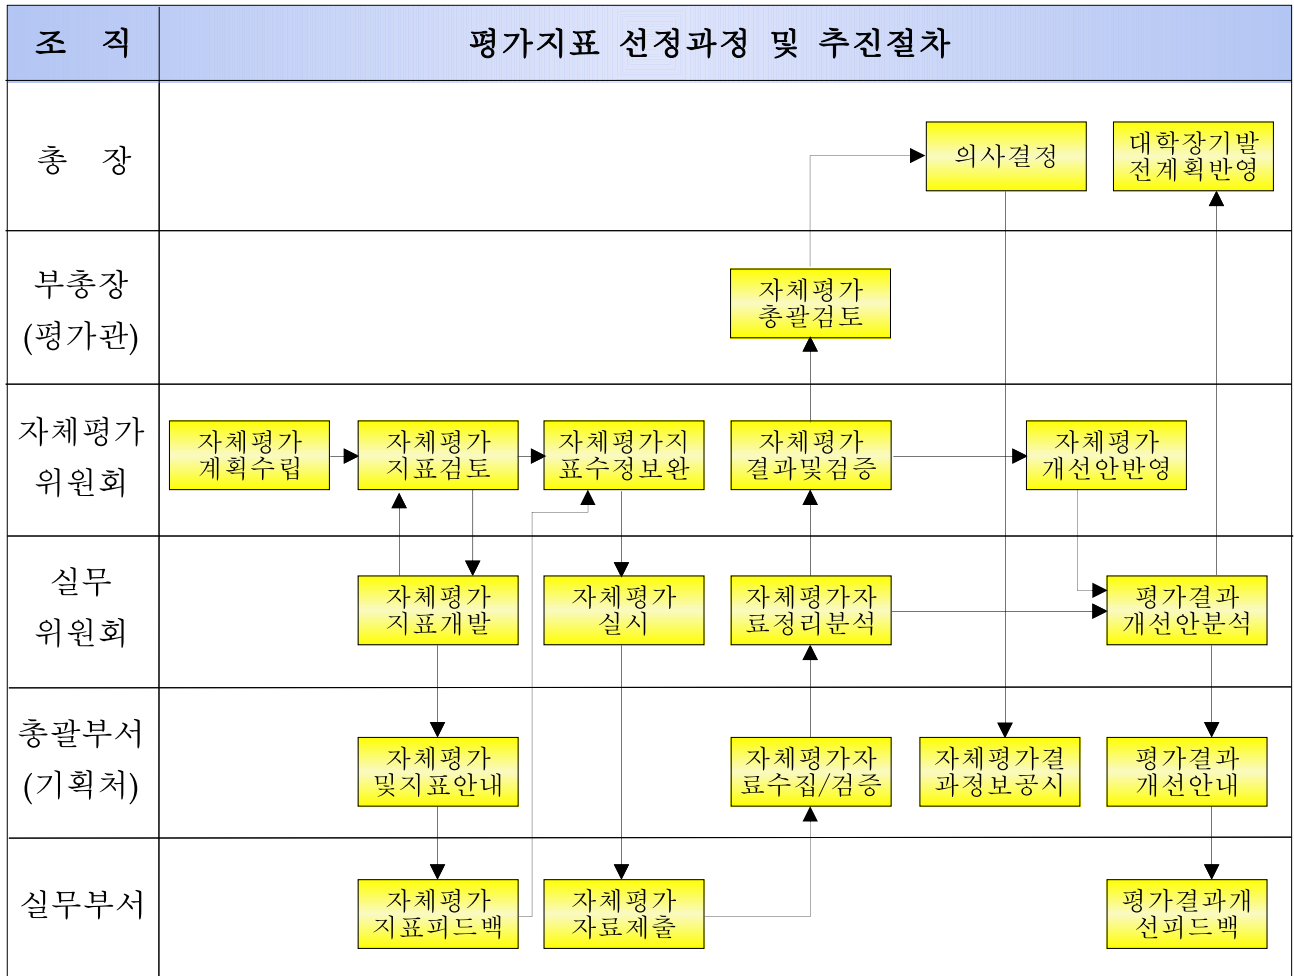 조 직
평가지표 선정과정 및 추진절차
총 장
의사결정
대학장기발
전계획반영
부총장
(평가관)
자체평가
총괄검토
자체평가
위원회
자체평가
계획수립
자체평가
지표검토
자체평가지
표수정보완
자체평가
결과및검증
자체평가
개선안반영
실무
위원회
자체평가
지표개발
자체평가
실시
자체평가자
료정리분석
평가결과
개선안분석
총괄부서
(기획처)
자체평가
및지표안내
자체평가자
료수집/검증
자체평가결
과정보공시
평가결과
개선안내
실무부서
자체평가
지표피드백
자체평가
자료제출
평가결과개
선피드백